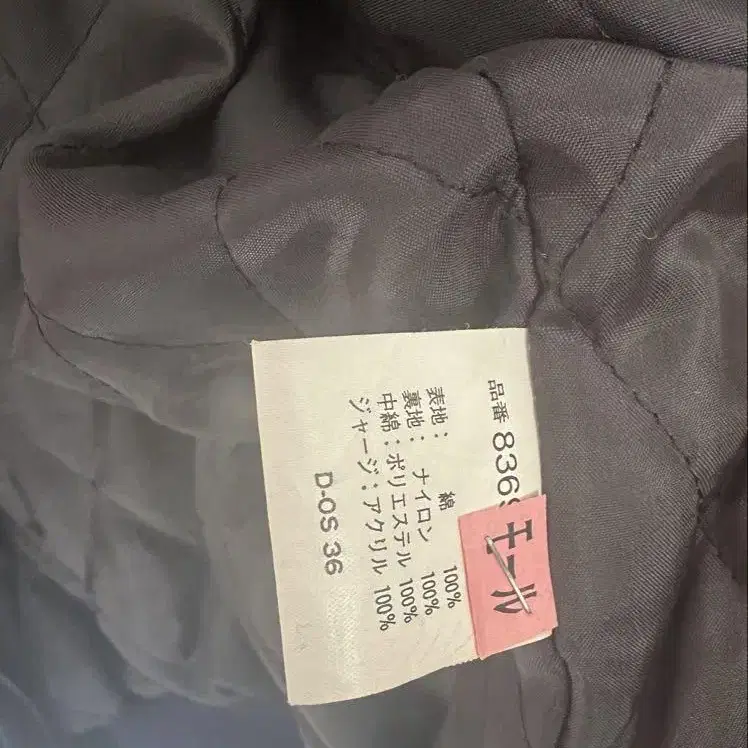 品番 8369
表地： 綿 100%
裏地： ナイロン 100%
中綿：ポリエステル 100%
ジャージ：アクリル 100%
D-OS 36
モール